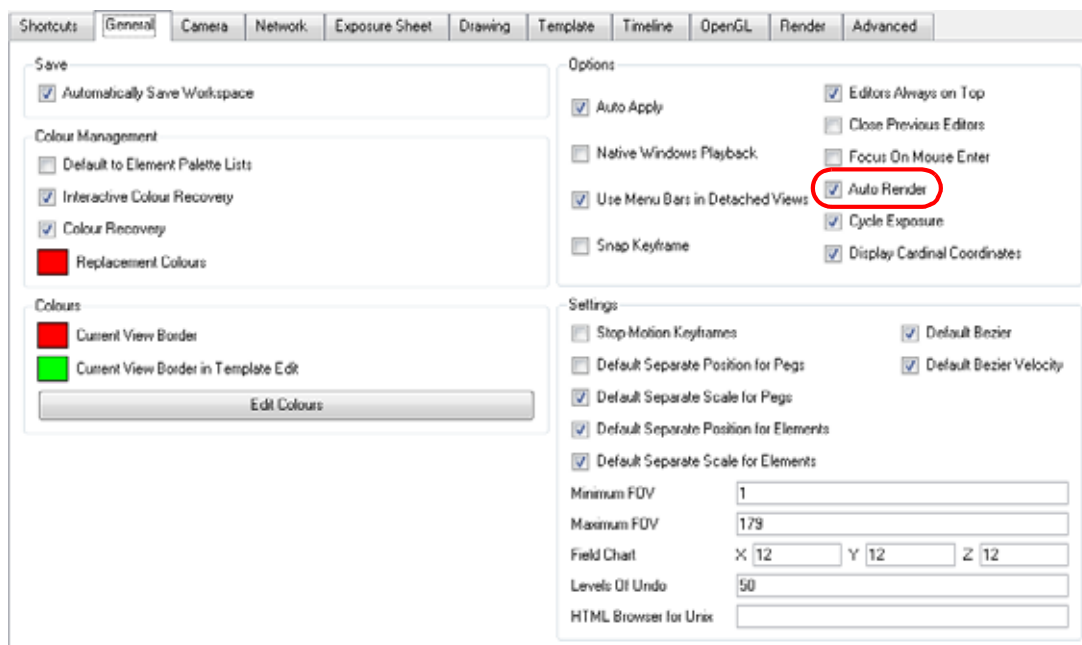 Shortcuts General Camera Network Exposure Sheet Drawing Template Timeline OpenGL Render Advanced
Save
Automatically Save Workspace
Colour Management
Default to Element Palette Lists
Interactive Colour Recovery
Colour Recovery
Replacement Colours
Colours
Current View Border
Current View Border in Template Edit
Edit Colours
Options
Auto Apply
Native Windows Playback
Use Menu Bars in Detached Views
Snap Keyframe
Editors Always on Top
Close Previous Editors
Focus On Mouse Enter
Auto Render
Cycle Exposure
Display Cardinal Coordinates
Settings
Stop-Motion Keyframes
Default Separate Position for Pegs
Default Separate Scale for Pegs
Default Separate Position for Elements
Default Separate Scale for Elements
Default Bezier
Default Bezier Velocity
Minimum FOV 1
Maximum FOV 179
Field Chart X 12 Y 12 Z 12
Levels Of Undo 50
HTML Browser for Unix